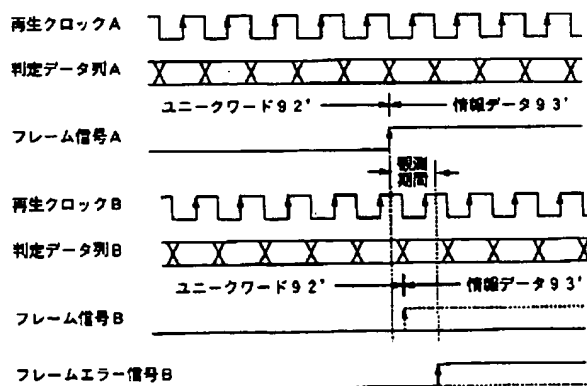 再生クロックA
判定データ列A
ユニークワード92' 情報データ93'
フレーム信号A
観測
期間
再生クロックB
判定データ列B
ユニークワード92' 情報データ93'
フレーム信号B
フレームエラー信号B